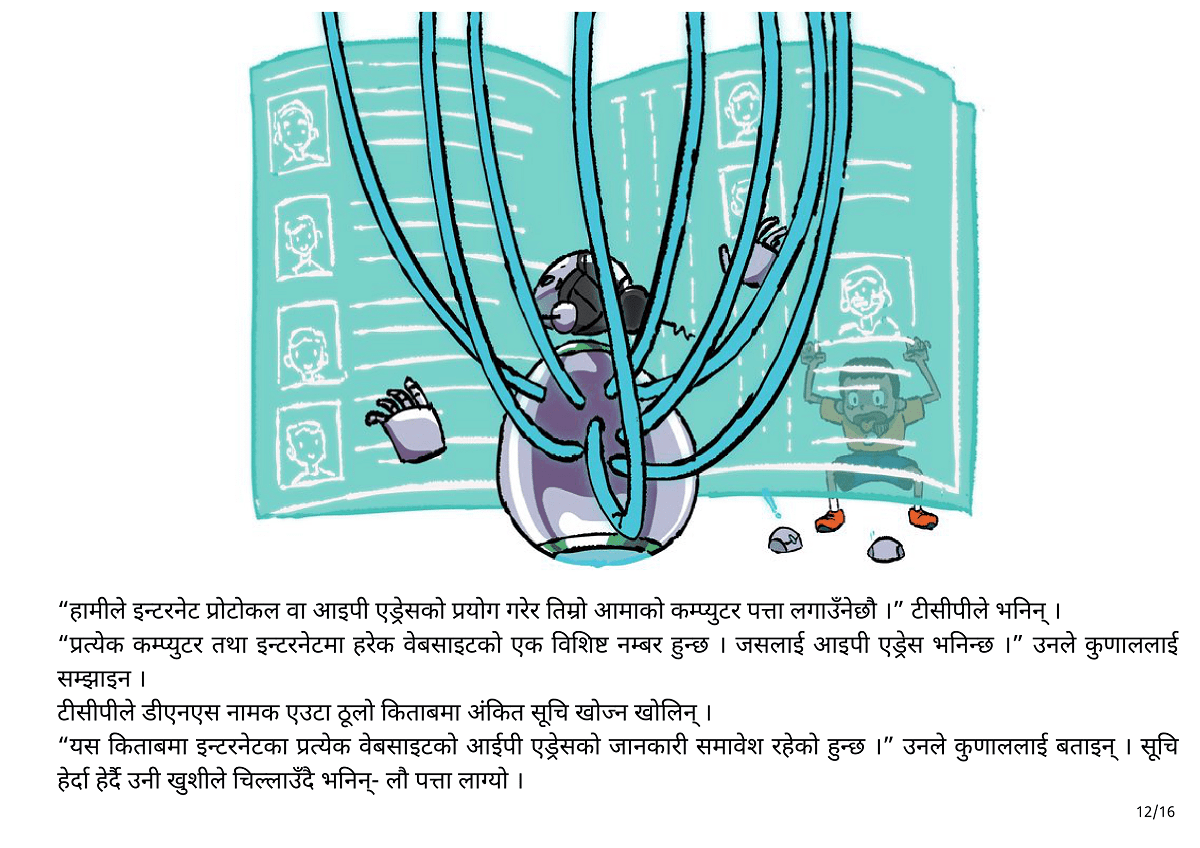 “हामीले इन्टरनेट प्रोटोकल वा आइपी एड्रेसको प्रयोग गरेर तिम्रो आमाको कम्प्युटर पत्ता लगाउँनेछौ ।” टीसीपीले भनिन् ।
“प्रत्येक कम्प्युटर तथा इन्टरनेटमा हरेक वेबसाइटको एक विशिष्ट नम्बर हुन्छ । जसलाई आइपी एड्रेस भनिन्छ ।” उनले कुणाललाई
सम्झाइन ।
टीसीपीले डीएनएस नामक एउटा ठूलो किताबमा अंकित सूचि खोज्न खोलिन् ।
“यस किताबमा इन्टरनेटका प्रत्येक वेबसाइटको आईपी एड्रेसको जानकारी समावेश रहेको हुन्छ ।” उनले कुणाललाई बताइन् । सूचि
हेर्दा हेर्दै उनी खुशीले चिल्लाउँदै भनिन्- लौ पत्ता लाग्यो ।
12/16